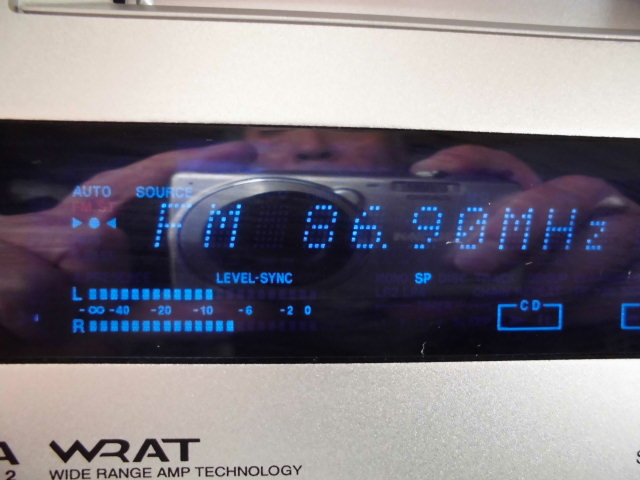 AUTO SOURCE
FM 86.90MHz
LEVEL-SYNC SP
L
-∞ -40 -20 -10 -6 -2 0
CD
R
A WRAT S
2 WIDE RANGE AMP TECHNOLOGY